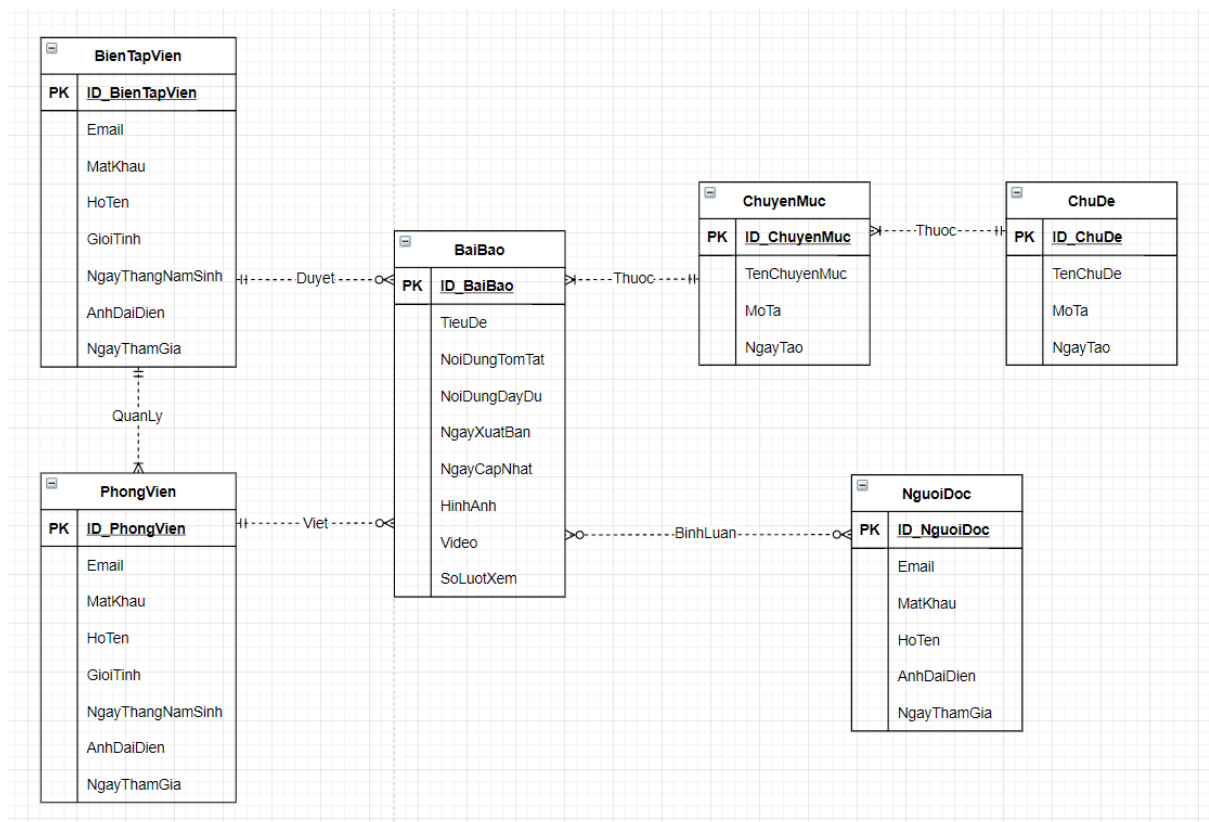 BienTapVien
PK ID_BienTapVien
Email
MatKhau
HoTen
GioiTinh
NgayThangNamSinh
AnhDaiDien
NgayThamGia
QuanLy
PhongVien
PK ID_PhongVien
Email
MatKhau
HoTen
GioiTinh
NgayThangNamSinh
AnhDaiDien
NgayThamGia
Duyet
Viet
BaiBao
PK ID_BaiBao
TieuDe
NoiDungTomTat
NoiDungDayDu
NgayXuatBan
NgayCapNhat
HinhAnh
Video
SoLuotXem
Thuoc
ChuyenMuc
PK ID_ChuyenMuc
TenChuyenMuc
MoTa
NgayTao
Thuoc
ChuDe
PK ID_ChuDe
TenChuDe
MoTa
NgayTao
BinhLuan
NguoiDoc
PK ID_NguoiDoc
Email
MatKhau
HoTen
AnhDaiDien
NgayThamGia